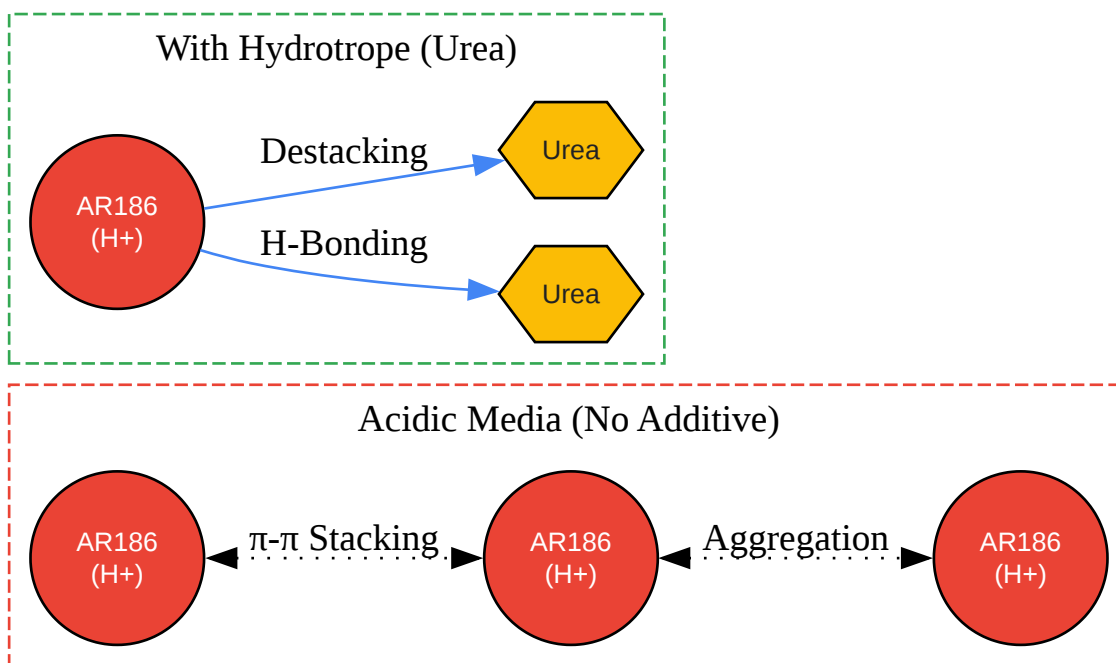 With Hydrotrope (Urea)
Destacking
Urea
AR186
(H+)
H-Bonding
Urea
Acidic Media (No Additive)
AR186
(H+)
π-π Stacking
AR186
(H+)
Aggregation
AR186
(H+)